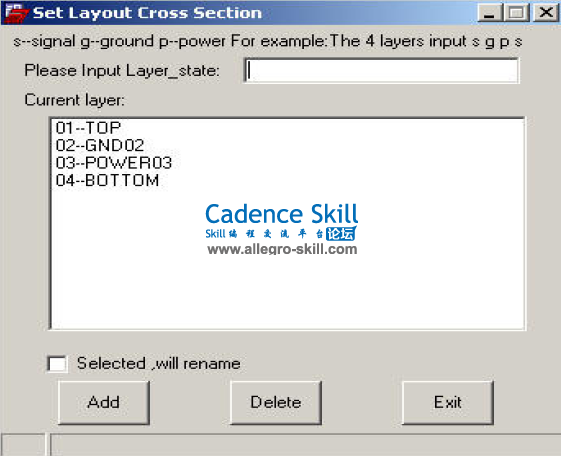 Set Layout Cross Section
s--signal g--ground p--power For example:The 4 layers input s g p s
Please Input Layer_state:
Current layer:
01--TOP
02--GND02
03--POWER03
04--BOTTOM
Cadence Skill
Skill编程交流平台论坛
www.allegro-skill.com
Selected ,will rename
Add
Delete
Exit